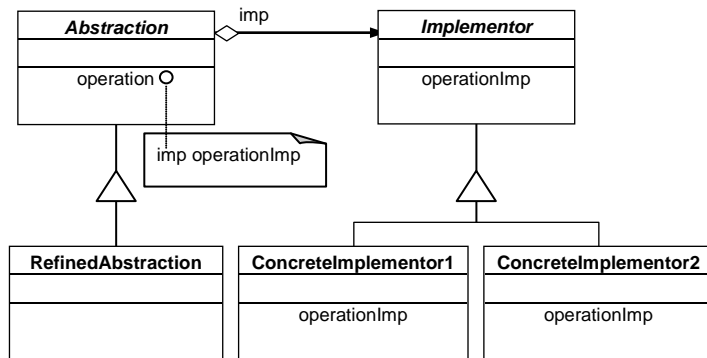 Abstraction
imp
Implementor
operation
operationImp
imp operationImp
RefinedAbstraction
ConcreteImplementor1
ConcreteImplementor2
operationImp
operationImp